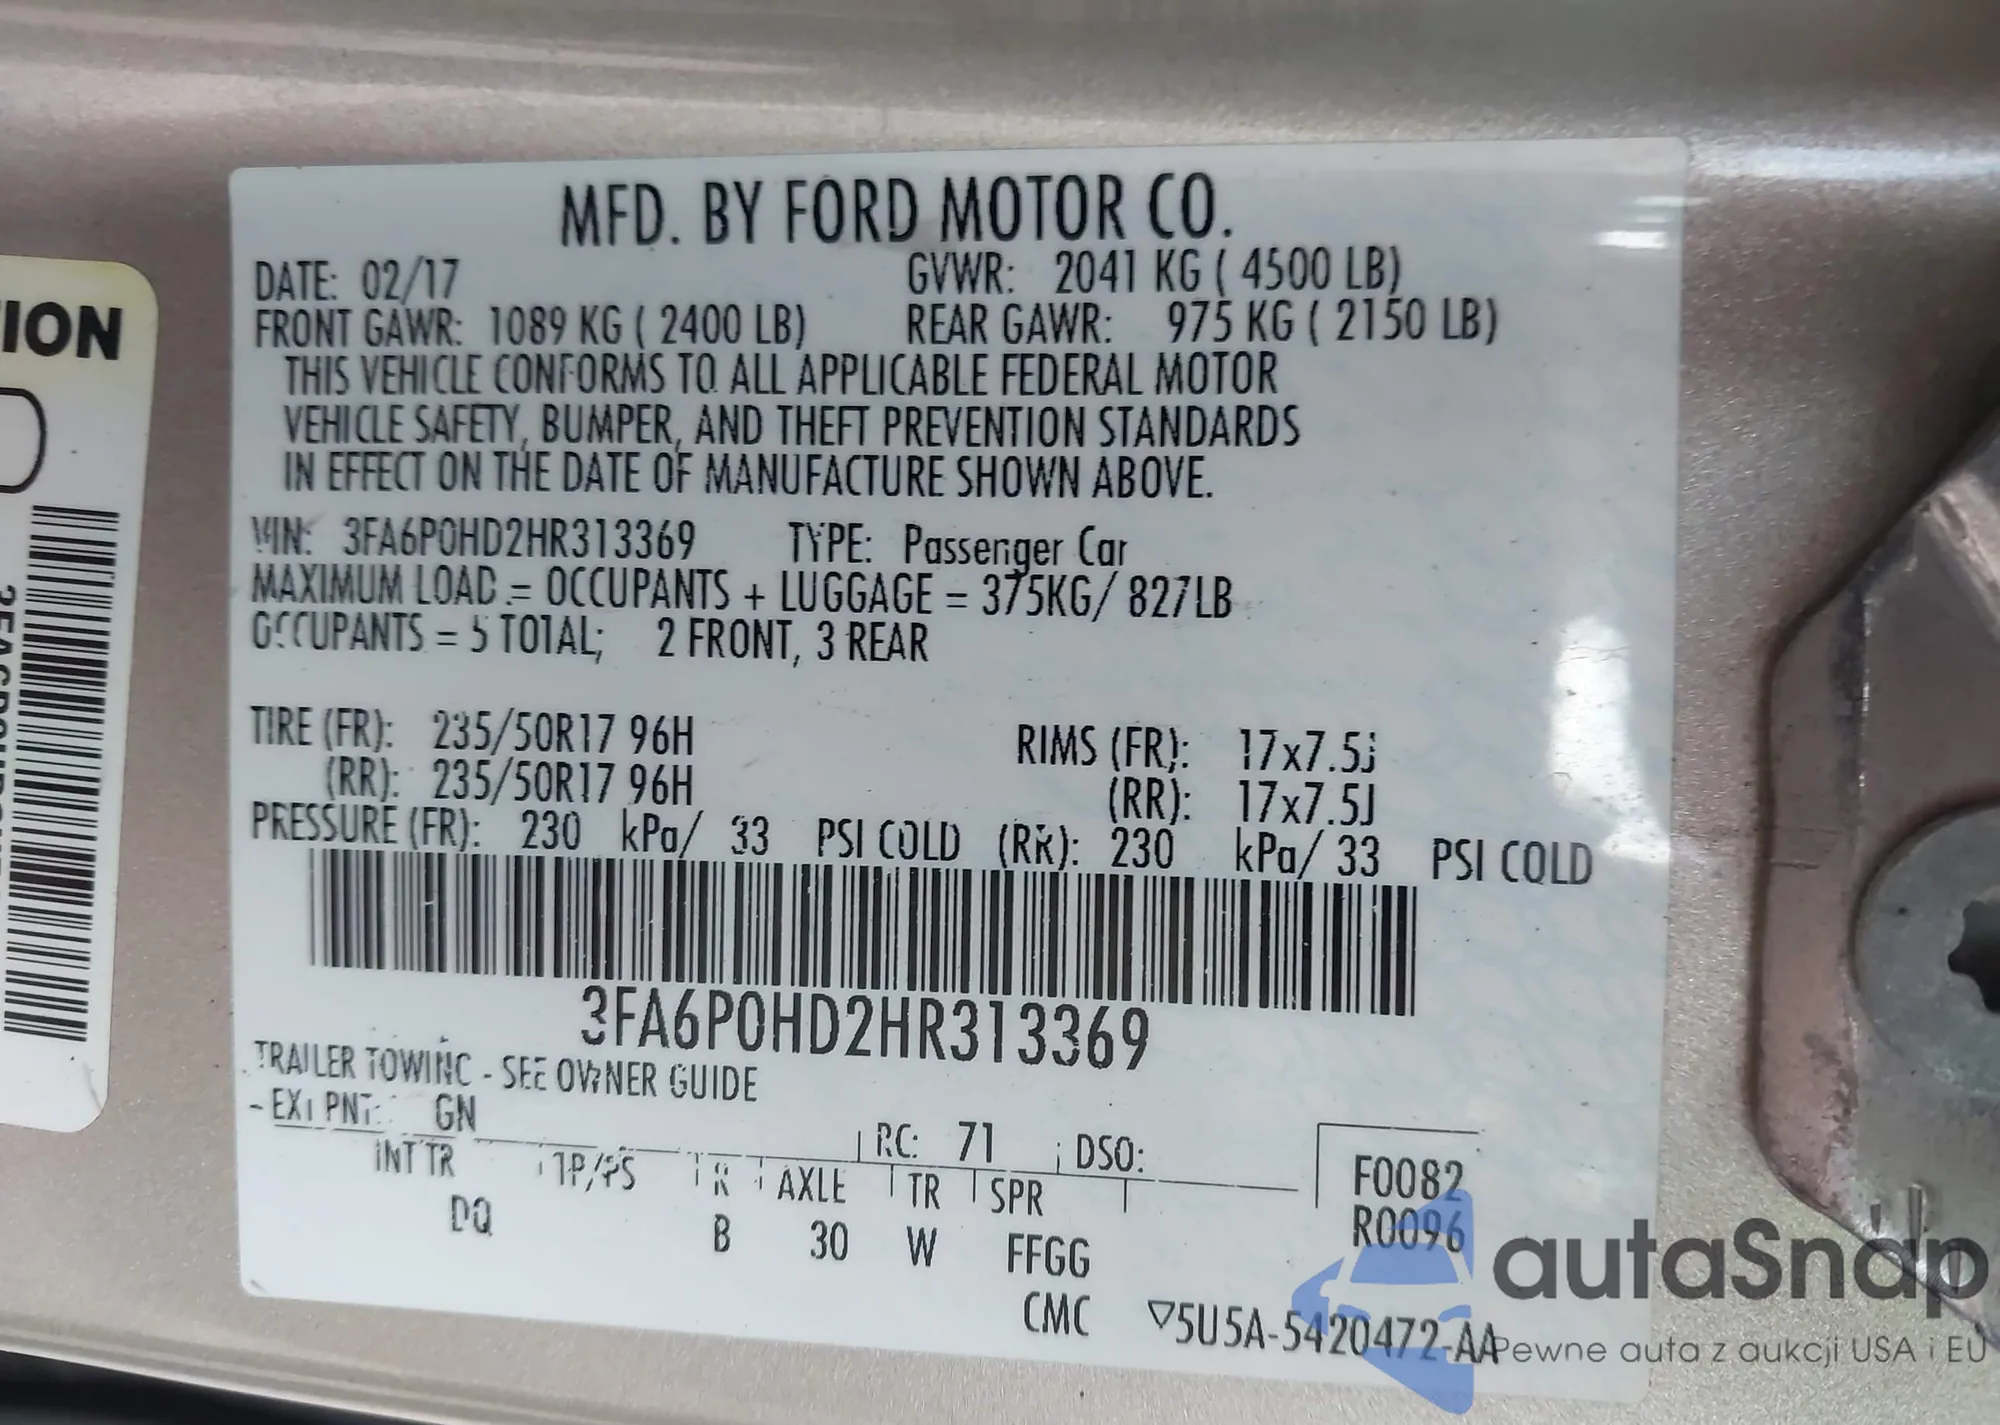 MFD. BY FORD MOTOR CO.
DATE: 02/17 GVWR: 2041 KG ( 4500 LB)
FRONT GAWR: 1089 KG ( 2400 LB) REAR GAWR: 975 KG ( 2150 LB)
THIS VEHICLE CONFORMS TO ALL APPLICABLE FEDERAL MOTOR
VEHICLE SAFETY, BUMPER, AND THEFT PREVENTION STANDARDS
IN EFFECT ON THE DATE OF MANUFACTURE SHOWN ABOVE.
VIN: 3FA6P0HD2HR313369 TYPE: Passenger Car
MAXIMUM LOAD = OCCUPANTS + LUGGAGE = 375KG/ 827LB
OCCUPANTS = 5 TOTAL; 2 FRONT, 3 REAR
TIRE (FR): 235/50R17 96H RIMS (FR): 17x7.5J
(RR): 235/50R17 96H (RR): 17x7.5J
PRESSURE (FR): 230 kPa/ 33 PSI COLD (RR): 230 kPa/ 33 PSI COLD
3FA6P0HD2HR313369
TRAILER TOWING - SEE OWNER GUIDE
EXT PNT: GN RC: 71 DSO:
INT TR TP/PS R AXLE TR SPR F0082
DQ B 30 W FFGG R0096
CMC ▽5U5A-5420472-AA
ION
autaSnap
Pewne auta z aukcji USA i EU